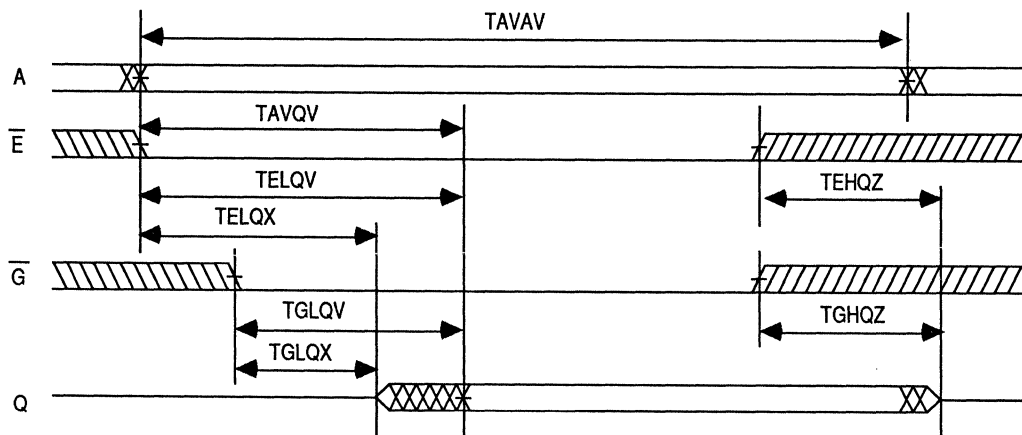 TAVAV
A
TAVQV
E̅
TELQV
TEHQZ
TELQX
G̅
TGLQV
TGHQZ
TGLQX
Q